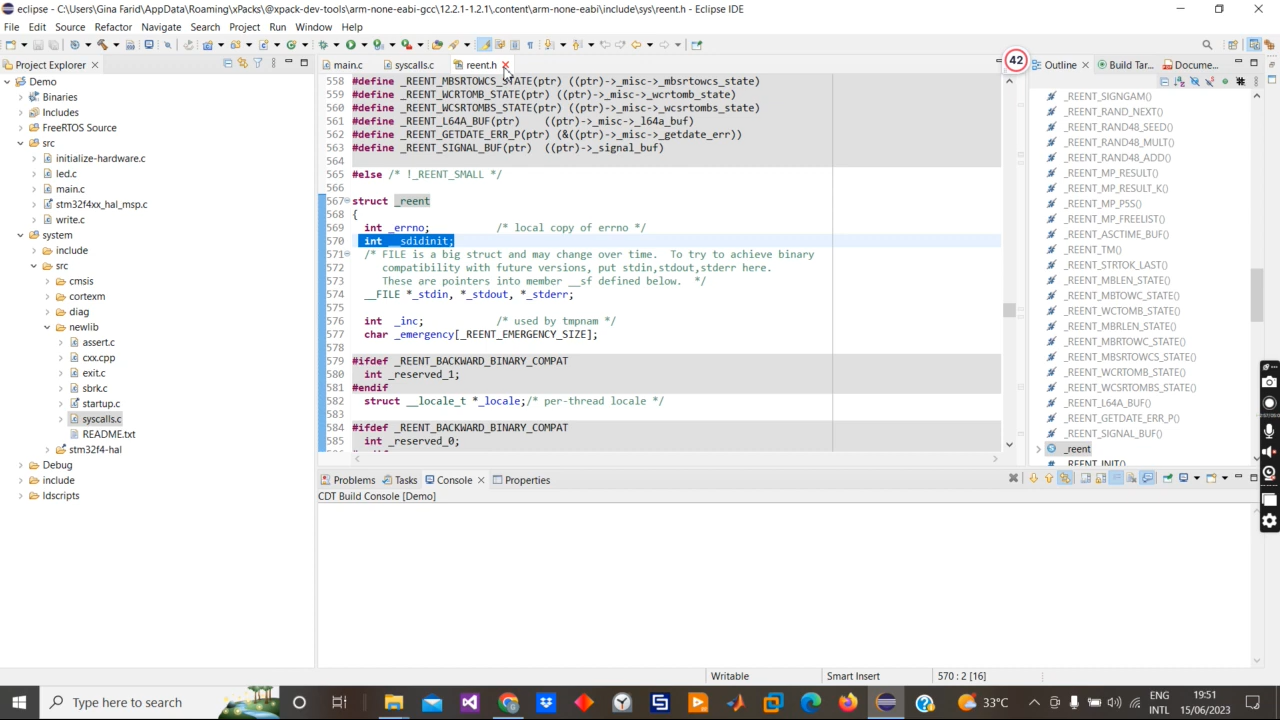 eclipse - C:\Users\Gina Farid\AppData\Roaming\xPacks\@xpack-dev-tools\arm-none-eabi-gcc\12.2.1-1.2.1\.content\arm-none-eabi\include\sys\reent.h - Eclipse IDE
File Edit Source Refactor Navigate Search Project Run Window Help
Project Explorer
Demo
Binaries
Includes
FreeRTOS Source
src
initialize-hardware.c
led.c
main.c
stm32f4xx_hal_msp.c
write.c
system
include
src
cmsis
cortexm
diag
newlib
assert.c
cxx.cpp
exit.c
sbrk.c
startup.c
syscalls.c
README.txt
stm32f4-hal
Debug
include
ldscripts
main.c syscalls.c reent.h
42
558 #define _REENT_MBSRTOWCS_STATE(ptr) ((ptr)->_misc->_mbsrtowcs_state)
559 #define _REENT_WCRTOMB_STATE(ptr) ((ptr)->_misc->_wcrtomb_state)
560 #define _REENT_WCSRTOMBS_STATE(ptr) ((ptr)->_misc->_wcsrtombs_state)
561 #define _REENT_L64A_BUF(ptr) ((ptr)->_misc->_l64a_buf)
562 #define _REENT_GETDATE_ERR_P(ptr) (&((ptr)->_misc->_getdate_err))
563 #define _REENT_SIGNAL_BUF(ptr) ((ptr)->_signal_buf)
564
565 #else /* !_REENT_SMALL */
566
567 struct _reent
568 {
569 int _errno; /* local copy of errno */
570 int __sdidinit;
571 /* FILE is a big struct and may change over time. To try to achieve binary
572 compatibility with future versions, put stdin,stdout,stderr here.
573 These are pointers into member __sf defined below. */
574 __FILE *_stdin, *_stdout, *_stderr;
575
576 int _inc; /* used by tmpnam */
577 char _emergency[_REENT_EMERGENCY_SIZE];
578
579 #ifdef _REENT_BACKWARD_BINARY_COMPAT
580 int _reserved_1;
581 #endif
582 struct __locale_t *_locale;/* per-thread locale */
583
584 #ifdef _REENT_BACKWARD_BINARY_COMPAT
585 int _reserved_0;
Outline Build Tar... Docume...
_REENT_SIGNGAM()
_REENT_RAND_NEXT()
_REENT_RAND48_SEED()
_REENT_RAND48_MULT()
_REENT_RAND48_ADD()
_REENT_MP_RESULT()
_REENT_MP_RESULT_K()
_REENT_MP_P5S()
_REENT_MP_FREELIST()
_REENT_ASCTIME_BUF()
_REENT_TM()
_REENT_STRTOK_LAST()
_REENT_MBLEN_STATE()
_REENT_MBTOWC_STATE()
_REENT_WCTOMB_STATE()
_REENT_MBRLEN_STATE()
_REENT_MBRTOWC_STATE()
_REENT_MBSRTOWCS_STATE()
_REENT_WCRTOMB_STATE()
_REENT_WCSRTOMBS_STATE()
_REENT_L64A_BUF()
_REENT_GETDATE_ERR_P()
_REENT_SIGNAL_BUF()
_reent
_REENT_INIT()
Problems Tasks Console Properties
CDT Build Console [Demo]
Writable Smart Insert 570 : 2 [16]
Type here to search
33°C
ENG
INTL
19:51
15/06/2023